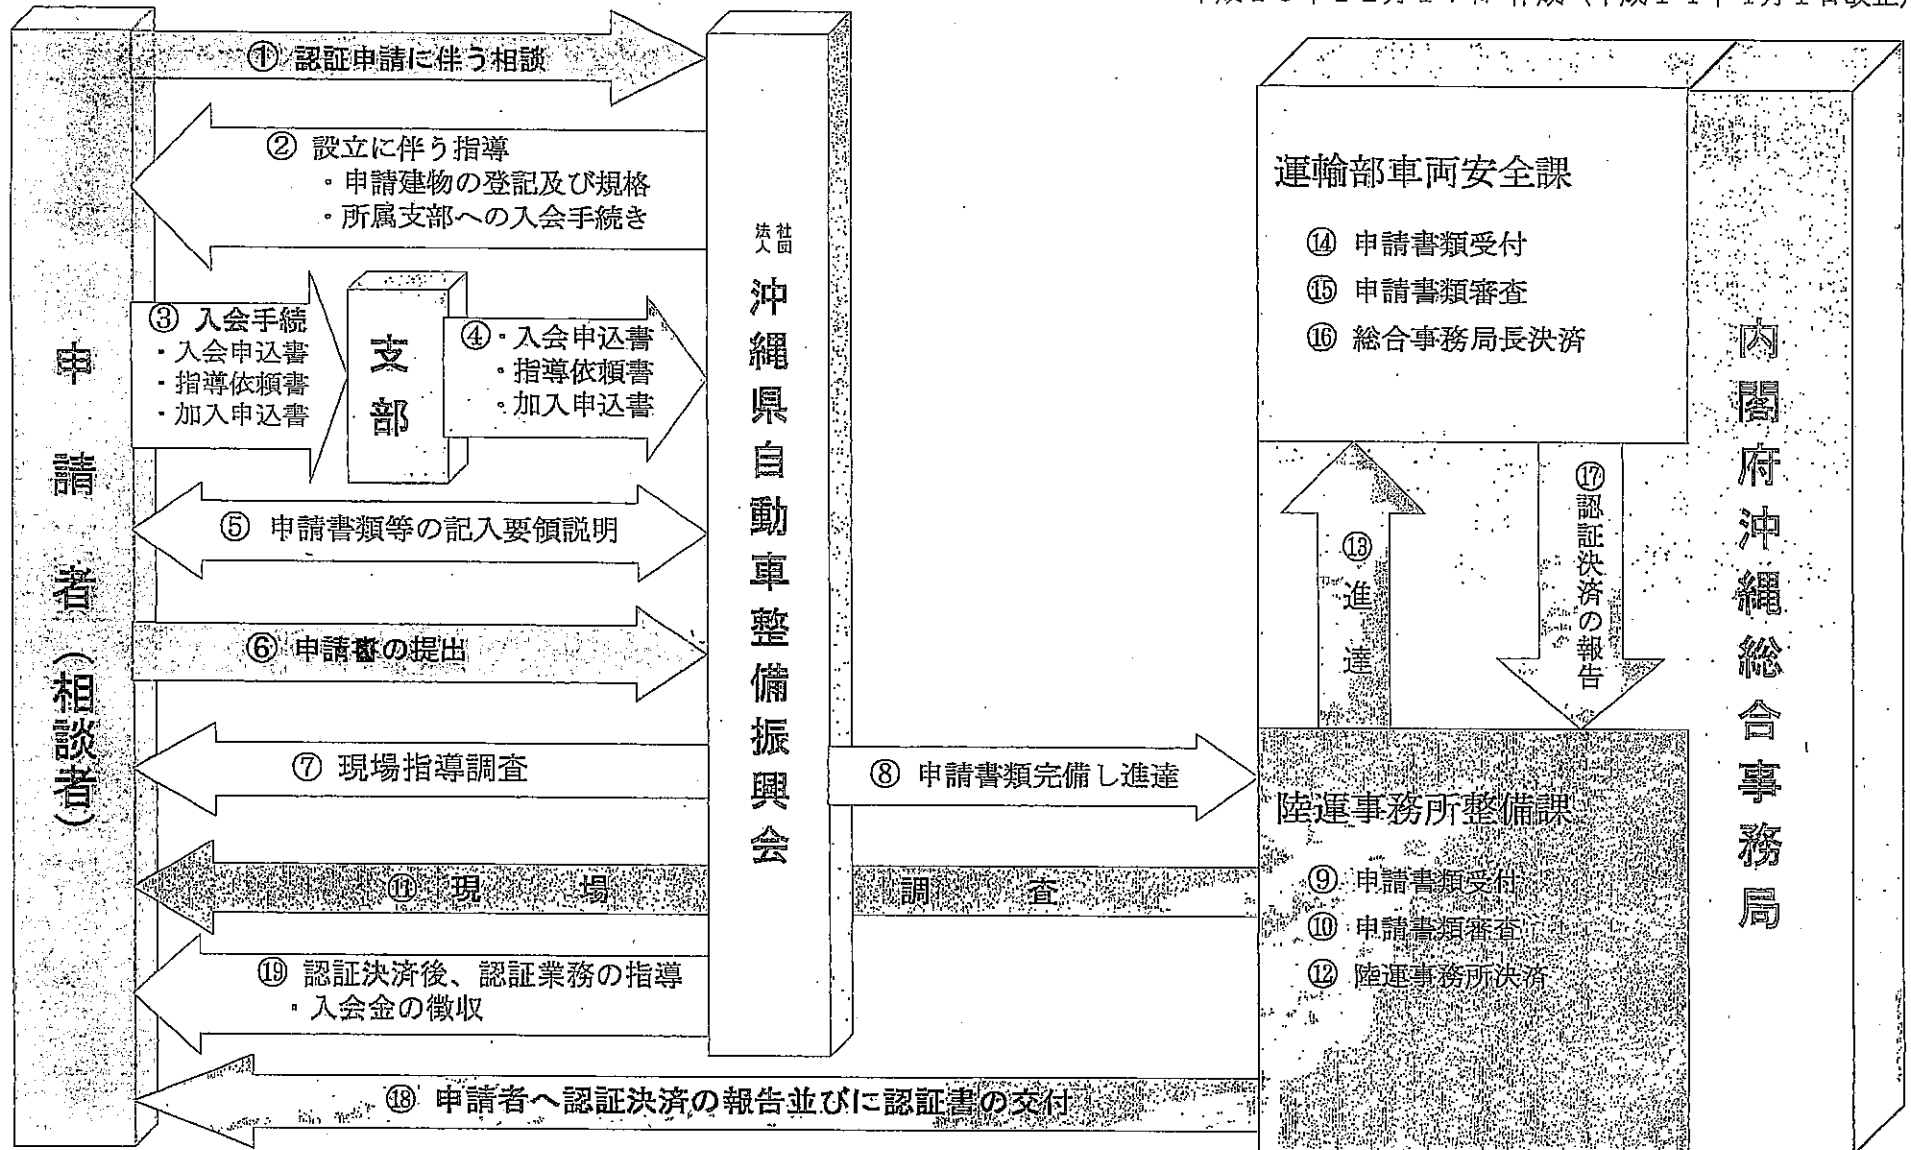 ① 認証申請に伴う相談
② 設立に伴う指導
・申請建物の登記及び規格
・所属支部への入会手続き
③ 入会手続
・入会申込書
・指導依頼書
・加入申込書
支部
④・入会申込書
・指導依頼書
・加入申込書
⑤ 申請書類等の記入要領説明
⑥ 申請書の提出
⑦ 現場指導調査
⑧ 申請書類完備し進達
⑪ 現場調査
⑲ 認証決済後、認証業務の指導
・入会金の徴収
⑱ 申請者へ認証決済の報告並びに認証書の交付
申請者(相談者)
社団法人
沖縄県自動車整備振興会
運輸部車両安全課
⑭ 申請書類受付
⑮ 申請書類審査
⑯ 総合事務局長決済
⑬進達
⑰認証決済の報告
陸運事務所整備課
⑨ 申請書類受付
⑩ 申請書類審査
⑫ 陸運事務所決済
内閣府沖縄総合事務局